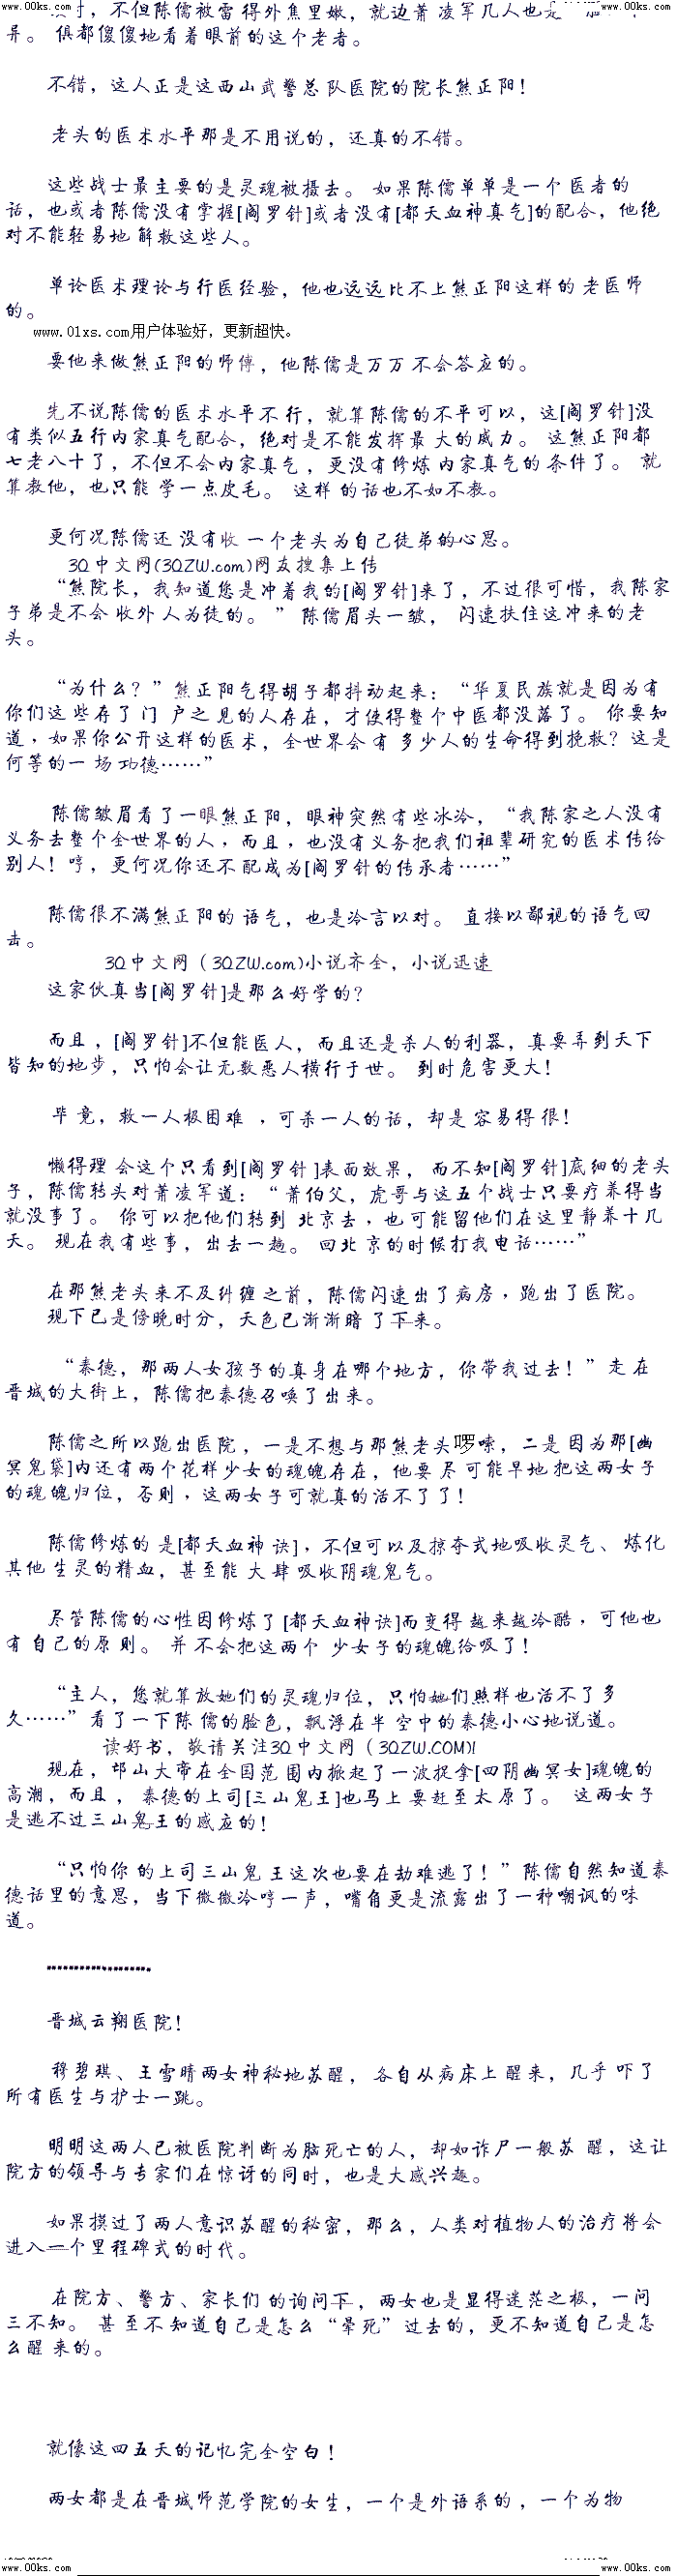 www.00ks.com www.00ks.com
时，不但陈儒被雷得外焦里嫩，就边萧凌军几人也是
异。俱都傻傻地看着眼前的这个老者。
不错，这人正是这西山武警总队医院的院长熊正阳！
老头的医术水平那是不用说的，还真的不错。
这些战士最主要的是灵魂被摄去。如果陈儒单单是一个医者的
话，也或者陈儒没有掌握[阎罗针]或者没有[都天血神真气]的配合，他绝
对不能轻易地解救这些人。
单论医术理论与行医经验，他也远远比不上熊正阳这样的老医师
的。
www.01xs.com用户体验好，更新超快。
要他来做熊正阳的师傅，他陈儒是万万不会答应的。
先不说陈儒的医术水平不行，就算陈儒的不平可以，这[阎罗针]没
有类似五行内家真气配合，绝对是不能发挥最大的威力。这熊正阳都
七老八十了，不但不会内家真气，更没有修炼内家真气的条件了。就
算教他，也只能学一点皮毛。这样的话也不如不教。
更何况陈儒还没有收一个老头为自己徒弟的心思。
3Q中文网(3QZW.com)网友搜集上传
“熊院长，我知道您是冲着我的[阎罗针]来了，不过很可惜，我陈家
子弟是不会收外人为徒的。”陈儒眉头一皱，闪速扶住这冲来的老
头。
“为什么？”熊正阳气得胡子都抖动起来：“华夏民族就是因为有
你们这些存了门户之见的人存在，才使得整个中医都没落了。你要知
道，如果你公开这样的医术，全世界会有多少人的生命得到挽救？这是
何等的一场功德……”
陈儒皱眉看了一眼熊正阳，眼神突然有些冰冷，“我陈家之人没有
义务去整个全世界的人，而且，也没有义务把我们祖辈研究的医术传给
别人！哼，更何况你还不配成为[阎罗针的传承者……”
陈儒很不满熊正阳的语气，也是冷言以对。直接以鄙视的语气回
击。
3Q中文网（3QZW.com)小说齐全，小说迅速
这家伙真当[阎罗针]是那么好学的？
而且，[阎罗针]不但能医人，而且还是杀人的利器，真要弄到天下
皆知的地步，只怕会让无数恶人横行于世。到时危害更大！
毕竟，救一人极困难，可杀一人的话，却是容易得很！
懒得理会这个只看到[阎罗针]表面效果，而不知[阎罗针]底细的老头
子，陈儒转头对萧凌军道：“萧伯父，虎哥与这五个战士只要疗养得当
就没事了。你可以把他们转到北京去，也可能留他们在这里静养十几
天。现在我有些事，出去一趟。回北京的时候打我电话……”
在那熊老头来不及纠缠之前，陈儒闪速出了病房，跑出了医院。
现下已是傍晚时分，天色已渐渐暗了下来。
“泰德，那两人女孩子的真身在哪个地方，你带我过去！”走在
晋城的大街上，陈儒把泰德召唤了出来。
陈儒之所以跑出医院，一是不想与那熊老头啰嗦，二是因为那[幽
冥鬼袋]内还有两个花样少女的魂魄存在，他要尽可能早地把这两女子
的魂魄归位，否则，这两女子可就真的活不了了！
陈儒修炼的是[都天血神诀]，不但可以及掠夺式地吸收灵气、炼化
其他生灵的精血，甚至能大肆吸收阴魂鬼气。
尽管陈儒的心性因修炼了[都天血神诀]而变得越来越冷酷，可他也
有自己的原则。并不会把这两个少女子的魂魄给吸了！
“主人，您就算放她们的灵魂归位，只怕她们照样也活不了多
久……”看了一下陈儒的脸色，飘浮在半空中的泰德小心地说道。
读好书，敬请关注3Q中文网（3QZW.COM)!
现在，邙山大帝在全国范围内掀起了一波捉拿[四阴幽冥女]魂魄的
高潮，而且，泰德的上司[三山鬼王]也马上要赶至太原了。这两女子
是逃不过三山鬼王的感应的！
“只怕你的上司三山鬼王这次也要在劫难逃了！”陈儒自然知道泰
德话里的意思，当下微微冷哼一声，嘴角更是流露出了一种嘲讽的味
道。
********************
晋城云翔医院！
穆碧琪、王雪晴两女神秘地苏醒，各自从病床上醒来，几乎吓了
所有医生与护士一跳。
明明这两人已被医院判断为脑死亡的人，却如诈尸一般苏醒，这让
院方的领导与专家们在惊讶的同时，也是大感兴趣。
如果摸过了两人意识苏醒的秘密，那么，人类对植物人的治疗将会
进入一个里程碑式的时代。
在院方、警方、家长们的询问下，两女也是显得迷茫之极，一问
三不知。甚至不知道自己是怎么“晕死”过去的，更不知道自己是怎
么醒来的。
就像这四五天的记忆完全空白！
两女都是在晋城师范学院的女生，一个是外语系的，一个为物
www.00ks.com www.00ks.com